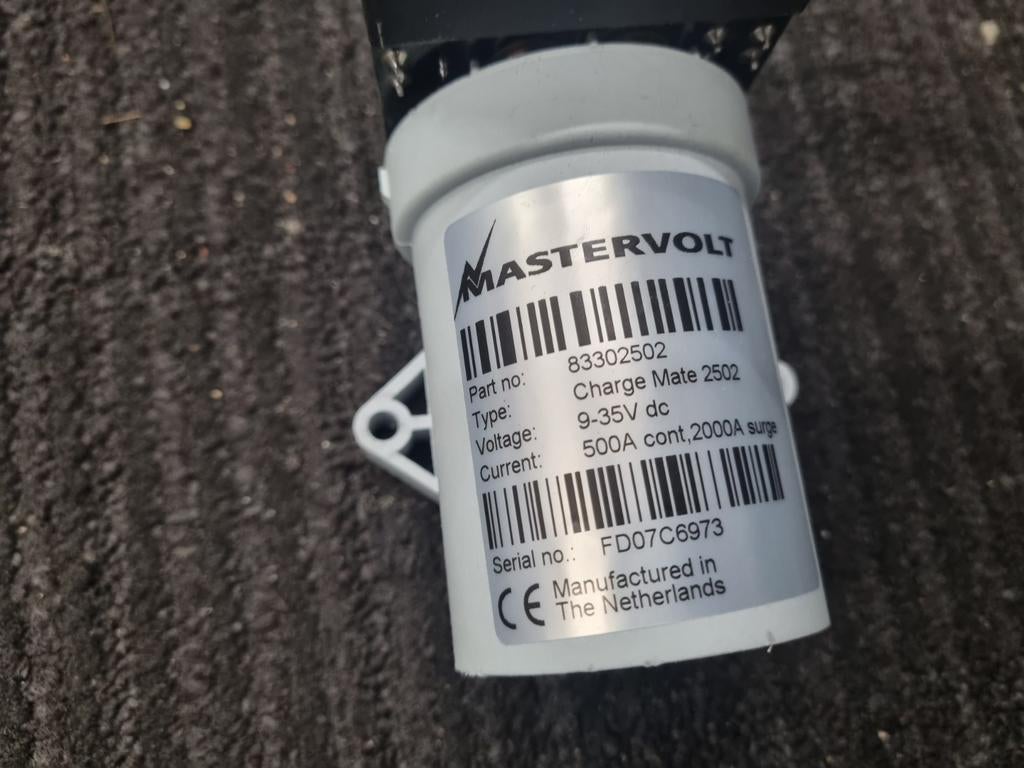 MASTERVOLT
Part no: 83302502
Type: Charge Mate 2502
Voltage: 9-35V dc
Current: 500A cont,2000A surge
Serial no.: FD07C6973
CE Manufactured in
The Netherlands